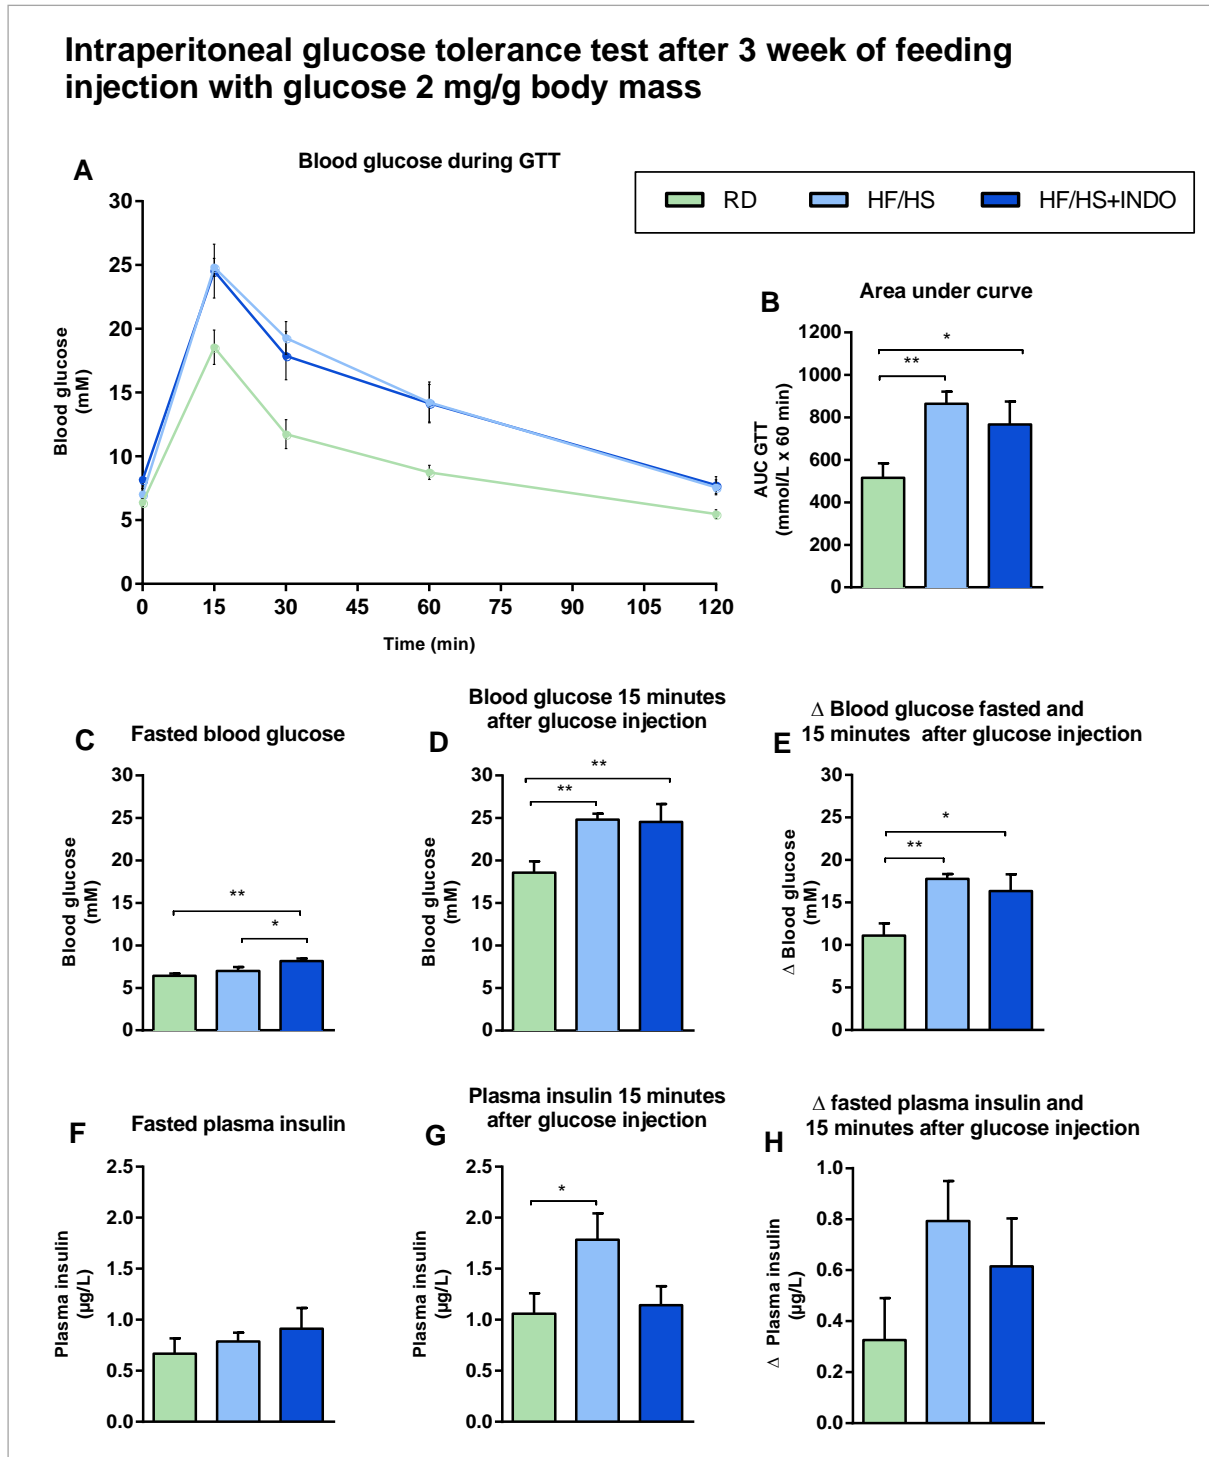 Intraperitoneal glucose tolerance test after 3 week of feeding
injection with glucose 2 mg/g body mass
A
Blood glucose during GTT
RD
HF/HS
HF/HS+INDO
Blood glucose
(mM)
30
25
20
15
10
5
0
0 15 30 45 60 75 90 105 120
Time (min)
B
Area under curve
AUC GTT
(mmol/L x 60 min)
1200
1000
800
600
400
200
0
*
**
C
Fasted blood glucose
Blood glucose
(mM)
30
25
20
15
10
5
0
**
*
D
Blood glucose 15 minutes
after glucose injection
Blood glucose
(mM)
30
25
20
15
10
5
0
**
**
E
Δ Blood glucose fasted and
15 minutes after glucose injection
Δ Blood glucose
(mM)
30
25
20
15
10
5
0
*
**
F
Fasted plasma insulin
Plasma insulin
(µg/L)
2.5
2.0
1.5
1.0
0.5
0.0
G
Plasma insulin 15 minutes
after glucose injection
Plasma insulin
(µg/L)
2.5
2.0
1.5
1.0
0.5
0.0
*
H
Δ fasted plasma insulin and
15 minutes after glucose injection
Δ Plasma insulin
(µg/L)
1.0
0.8
0.6
0.4
0.2
0.0